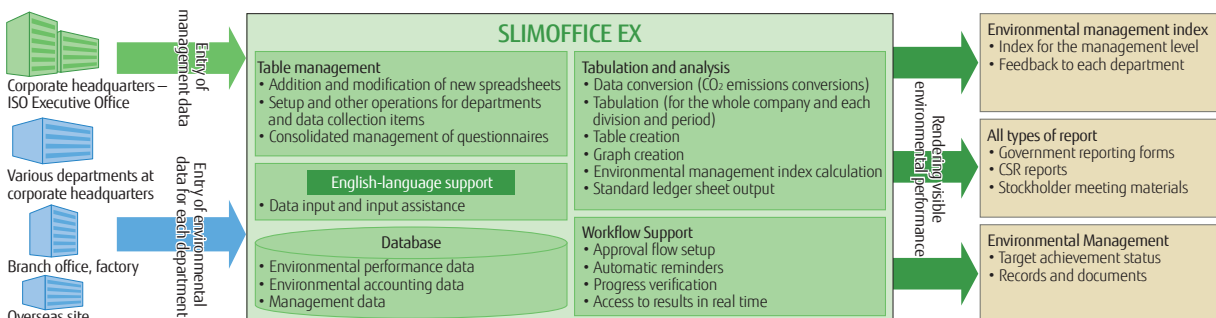 Corporate headquarters –
ISO Executive Office
Various departments at
corporate headquarters
Branch office, factory
Overseas site
Entry of
management data
Entry of environmental
data for each department
SLIMOFFICE EX
Table management
• Addition and modification of new spreadsheets
• Setup and other operations for departments
and data collection items
• Consolidated management of questionnaires
English-language support
• Data input and input assistance
Database
• Environmental performance data
• Environmental accounting data
• Management data
Tabulation and analysis
• Data conversion (CO₂ emissions conversions)
• Tabulation (for the whole company and each
division and period)
• Table creation
• Graph creation
• Environmental management index calculation
• Standard ledger sheet output
Workflow Support
• Approval flow setup
• Automatic reminders
• Progress verification
• Access to results in real time
Rendering visible
environmental performance
Environmental management index
• Index for the management level
• Feedback to each department
All types of report
• Government reporting forms
• CSR reports
• Stockholder meeting materials
Environmental Management
• Target achievement status
• Records and documents